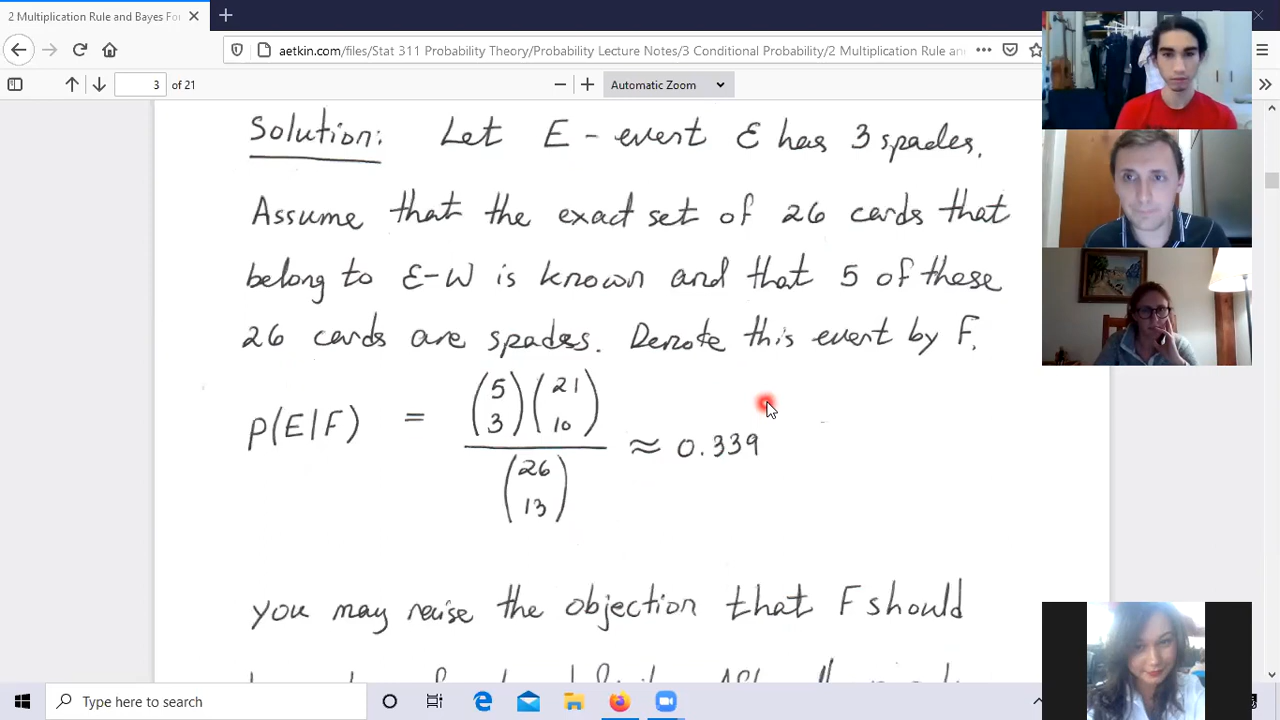 2 Multiplication Rule and Bayes For
aetkin.com/files/Stat 311 Probability Theory/Probability Lecture Notes/3 Conditional Probability/2 Multiplication Rule and
3 of 21
Automatic Zoom
Solution: Let E - event E has 3 spades.
Assume that the exact set of 26 cards that
belong to E-W is known and that 5 of these
26 cards are spades. Denote this event by F.
P(E|F) = (5 3)(21 10) / (26 13) ≈ 0.339
you may reise the objection that F should
Type here to search